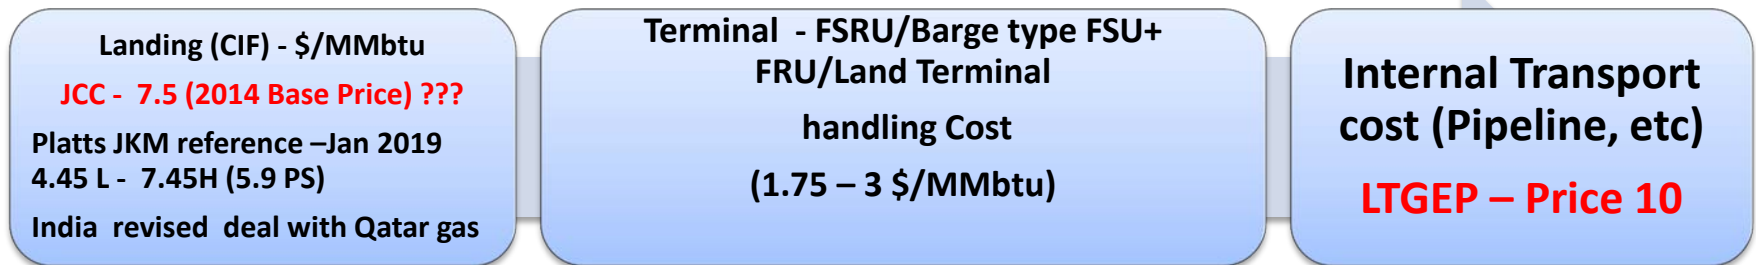 Landing (CIF) - $/MMbtu
JCC - 7.5 (2014 Base Price) ???
Platts JKM reference –Jan 2019
4.45 L - 7.45H (5.9 PS)
India revised deal with Qatar gas
Terminal - FSRU/Barge type FSU+
FRU/Land Terminal
handling Cost
(1.75 – 3 $/MMbtu)
Internal Transport
cost (Pipeline, etc)
LTGEP – Price 10